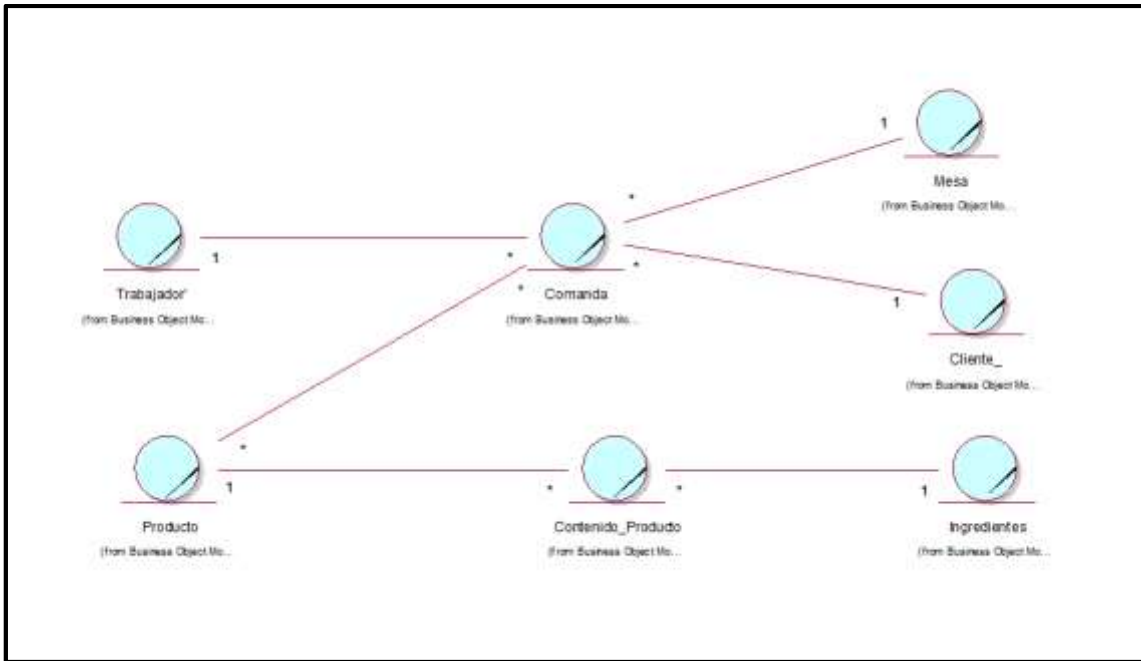 1
Mesa
(from Business Object Mo...
*
1
*
*
*
Trabajador'
(from Business Object Mo...
Comanda
(from Business Object Mo...
1
Cliente_
(from Business Object Mo...
*
1
*
*
1
Producto
(from Business Object Mo...
Contenido_Producto
(from Business Object Mo...
Ingredientes
(from Business Object Mo...